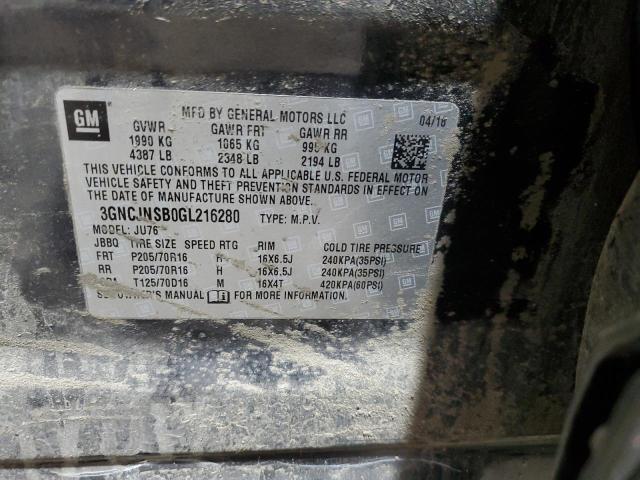 GM
MFD BY GENERAL MOTORS LLC
04/16
GVWR GAWR FRT GAWR RR
1990 KG 1065 KG 995 KG
4387 LB 2348 LB 2194 LB
THIS VEHICLE CONFORMS TO ALL APPLICABLE U.S. FEDERAL MOTOR
VEHICLE SAFETY AND THEFT PREVENTION STANDARDS IN EFFECT ON
THE DATE OF MANUFACTURE SHOWN ABOVE.
3GNCJNSB0GL216280 TYPE: M.P.V.
MODEL: JU76
JBBQ TIRE SIZE SPEED RTG RIM COLD TIRE PRESSURE
FRT P205/70R16 H 16X6.5J 240KPA(35PSI)
RR P205/70R16 H 16X6.5J 240KPA(35PSI)
T125/70D16 M 16X4T 420KPA(60PSI)
SEE OWNER'S MANUAL FOR MORE INFORMATION.